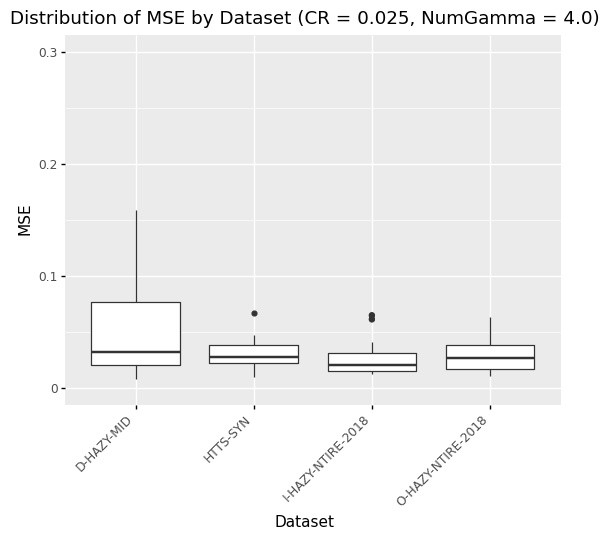 Distribution of MSE by Dataset (CR = 0.025, NumGamma = 4.0)
0.3
0.2
0.1
0
MSE
D-HAZY-MID
HTTS-SYN
I-HAZY-NTIRE-2018
O-HAZY-NTIRE-2018
Dataset